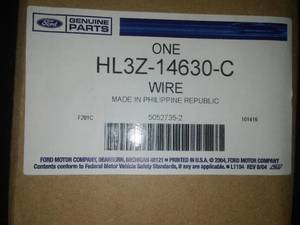 Ford
GENUINE
PARTS
ONE
HL3Z-14630-C
WIRE
MADE IN PHILIPPINE REPUBLIC
F201C 5052735-2 101416
FORD MOTOR COMPANY, DEARBORN, MICHIGAN 48121 • PRINTED IN U.S.A. © 2004, FORD MOTOR COMPANY
Contents conform to Federal Motor Vehicle Safety Standards, if any are applicable. • L1194 REV 8/04